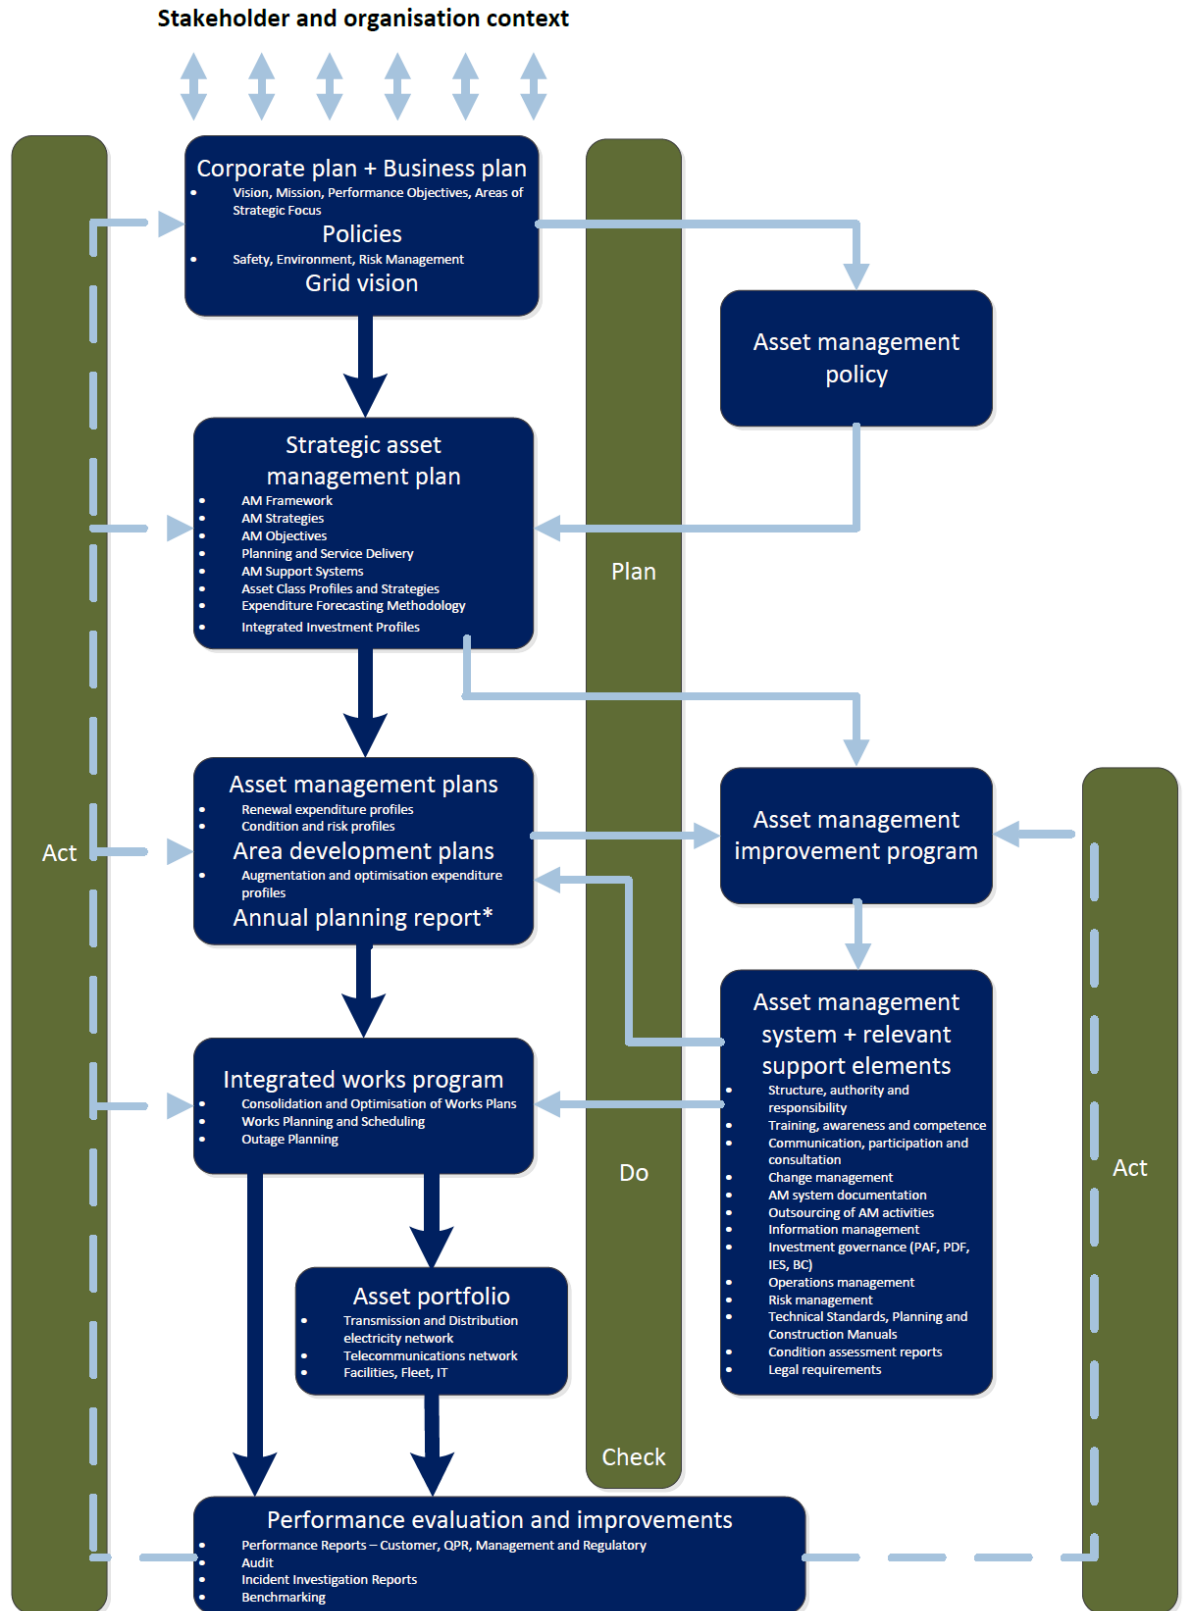 Stakeholder and organisation context
Corporate plan + Business plan
• Vision, Mission, Performance Objectives, Areas of
Strategic Focus
Policies
• Safety, Environment, Risk Management
Grid vision
Asset management
policy
Strategic asset
management plan
• AM Framework
• AM Strategies
• AM Objectives
• Planning and Service Delivery
• AM Support Systems
• Asset Class Profiles and Strategies
• Expenditure Forecasting Methodology
• Integrated Investment Profiles
Plan
Asset management plans
• Renewal expenditure profiles
• Condition and risk profiles
Area development plans
• Augmentation and optimisation expenditure
profiles
Annual planning report*
Act
Asset management
improvement program
Asset management
system + relevant
support elements
• Structure, authority and
responsibility
• Training, awareness and competence
• Communication, participation and
consultation
• Change management
• AM system documentation
• Outsourcing of AM activities
• Information management
• Investment governance (PAF, PDF,
IES, BC)
• Operations management
• Risk management
• Technical Standards, Planning and
Construction Manuals
• Condition assessment reports
• Legal requirements
Integrated works program
• Consolidation and Optimisation of Works Plans
• Works Planning and Scheduling
• Outage Planning
Do
Act
Asset portfolio
• Transmission and Distribution
electricity network
• Telecommunications network
• Facilities, Fleet, IT
Check
Performance evaluation and improvements
• Performance Reports – Customer, QPR, Management and Regulatory
• Audit
• Incident Investigation Reports
• Benchmarking